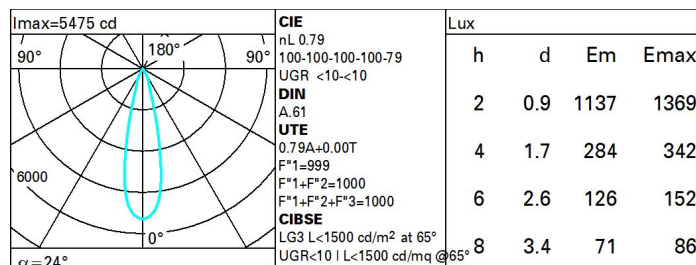 Imax=5475 cd
90°
180°
90°
6000
0°
α=24°
CIE
nL 0.79
100-100-100-100-79
UGR <10-<10
DIN
A.61
UTE
0.79A+0.00T
F"1=999
F"1+F"2=1000
F"1+F"2+F"3=1000
CIBSE
LG3 L<1500 cd/m² at 65°
UGR<10 | L<1500 cd/mq @65°
Lux
h d Em Emax
2 0.9 1137 1369
4 1.7 284 342
6 2.6 126 152
8 3.4 71 86